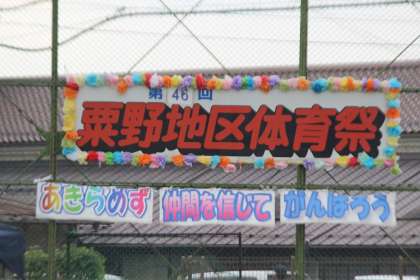 第46回
粟野地区体育祭
あきらめず 仲間を信じて がんばろう